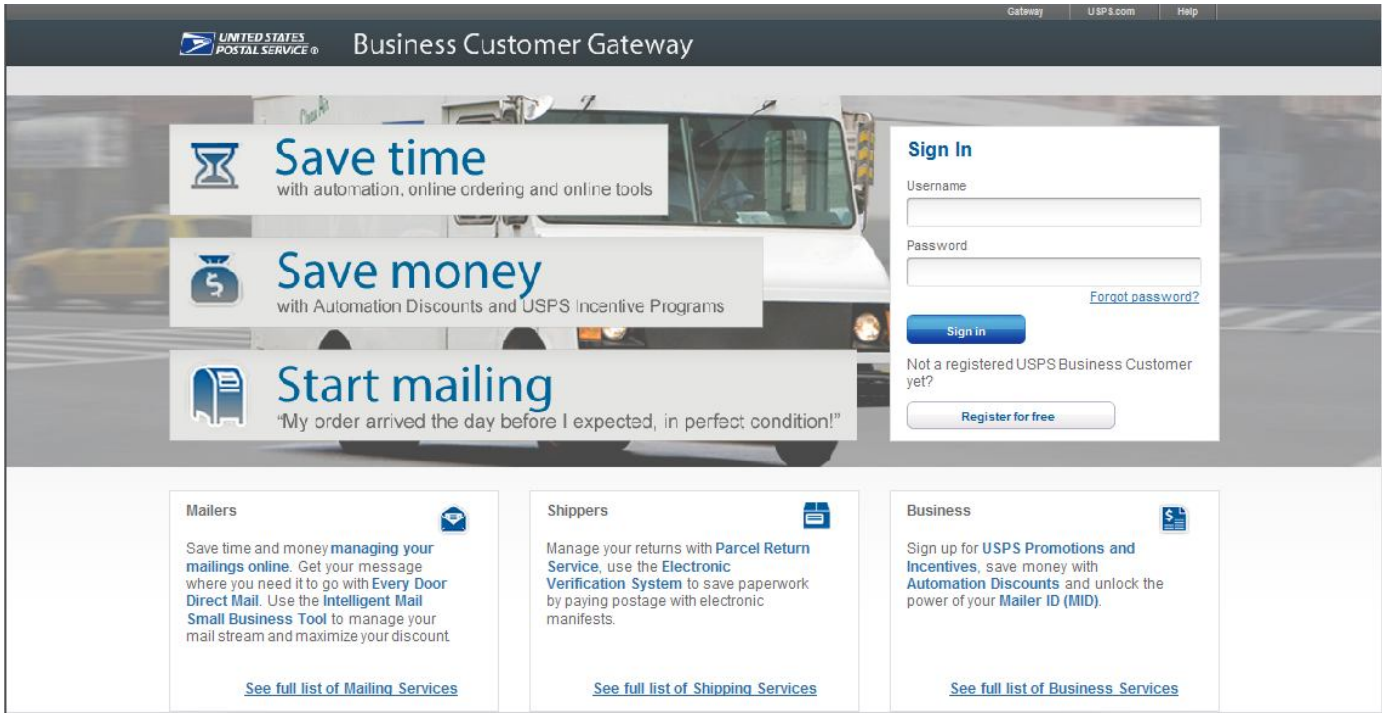 Gateway
USPS.com
Help
UNITED STATES
POSTAL SERVICE ®
Business Customer Gateway
Save time
with automation, online ordering and online tools
Save money
with Automation Discounts and USPS Incentive Programs
Start mailing
“My order arrived the day before I expected, in perfect condition!”
Sign In
Username
Password
Forgot password?
Sign in
Not a registered USPS Business Customer
yet?
Register for free
Mailers
Save time and money managing your
mailings online. Get your message
where you need it to go with Every Door
Direct Mail. Use the Intelligent Mail
Small Business Tool to manage your
mail stream and maximize your discount
See full list of Mailing Services
Shippers
Manage your returns with Parcel Return
Service, use the Electronic
Verification System to save paperwork
by paying postage with electronic
manifests.
See full list of Shipping Services
Business
Sign up for USPS Promotions and
Incentives, save money with
Automation Discounts and unlock the
power of your Mailer ID (MID).
See full list of Business Services